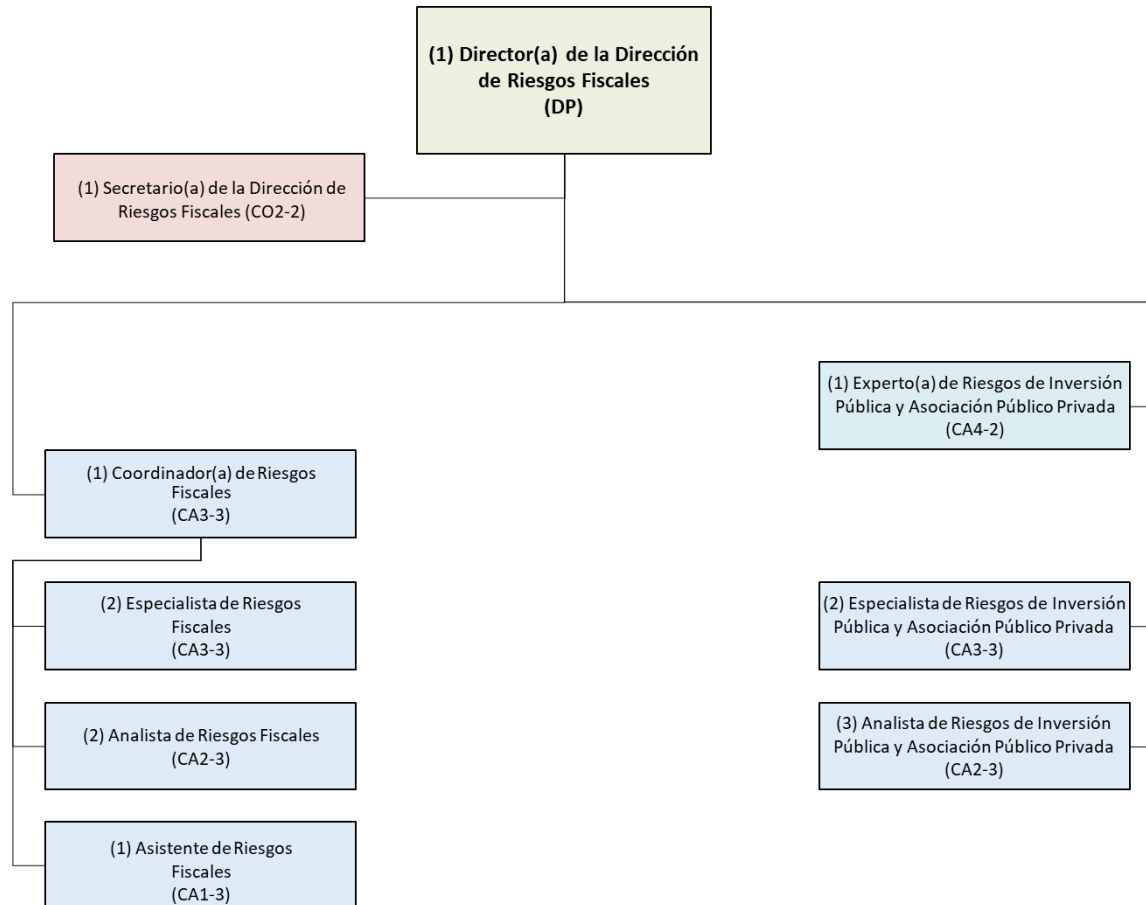 (1) Director(a) de la Dirección
de Riesgos Fiscales
(DP)
(1) Secretario(a) de la Dirección de
Riesgos Fiscales (CO2-2)
(1) Experto(a) de Riesgos de Inversión
Pública y Asociación Público Privada
(CA4-2)
(1) Coordinador(a) de Riesgos
Fiscales
(CA3-3)
(2) Especialista de Riesgos
Fiscales
(CA3-3)
(2) Especialista de Riesgos de Inversión
Pública y Asociación Público Privada
(CA3-3)
(2) Analista de Riesgos Fiscales
(CA2-3)
(3) Analista de Riesgos de Inversión
Pública y Asociación Público Privada
(CA2-3)
(1) Asistente de Riesgos
Fiscales
(CA1-3)